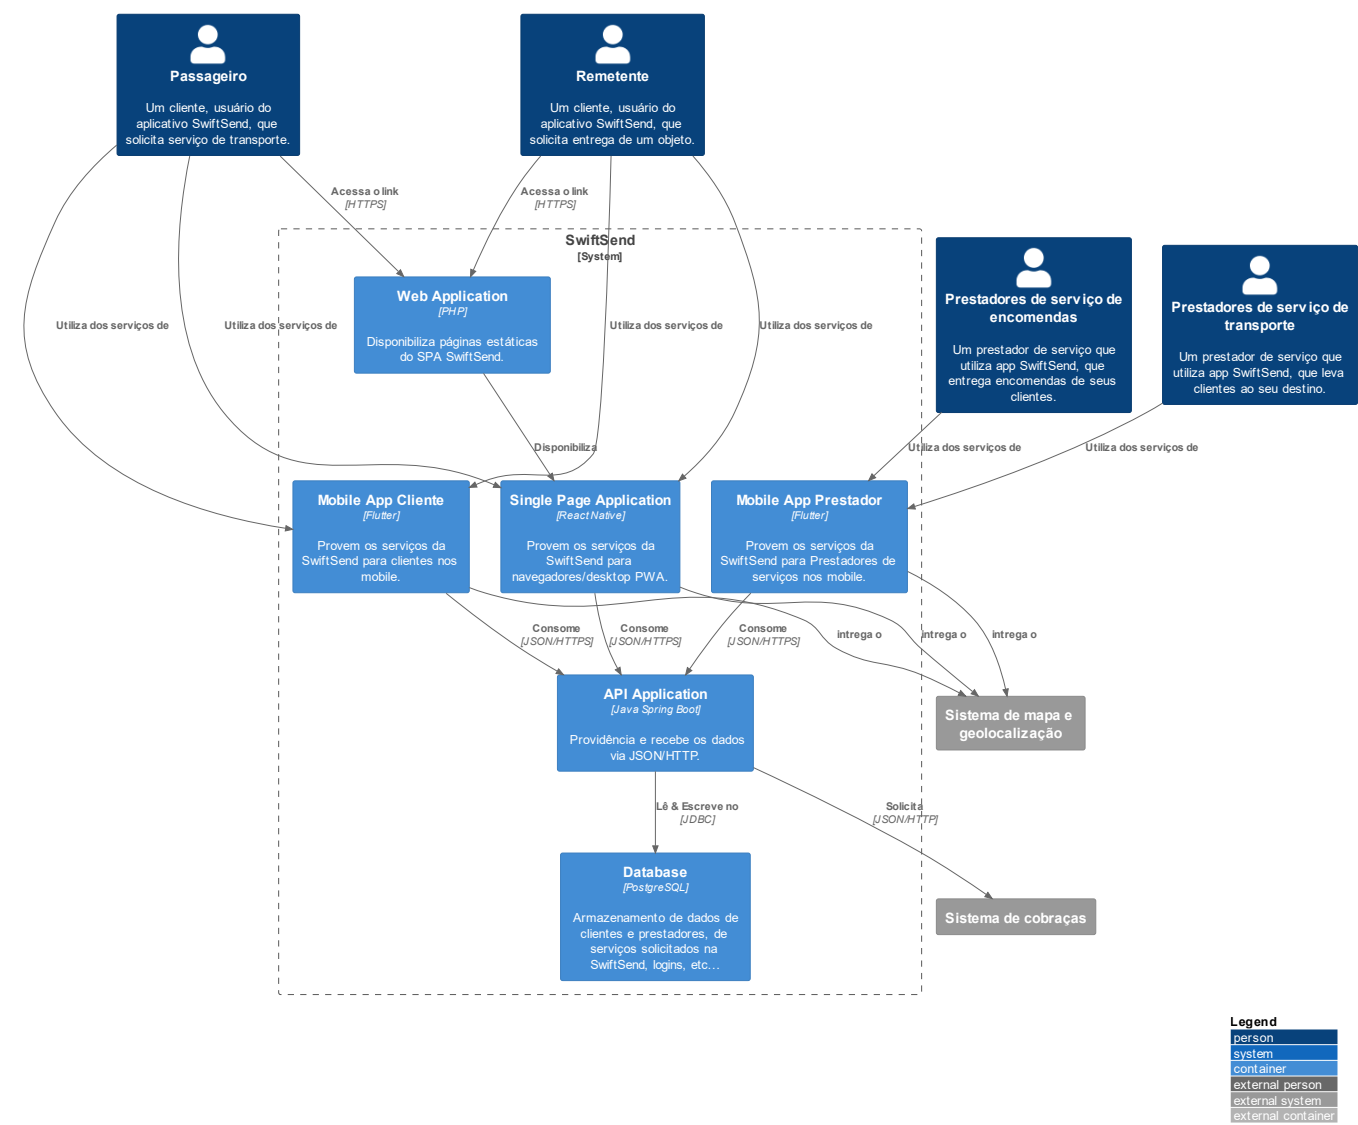 Passageiro
Um cliente, usuário do
aplicativo SwiftSend, que
solicita serviço de transporte.
Remetente
Um cliente, usuário do
aplicativo SwiftSend, que
solicita entrega de um objeto.
Acessa o link
[HTTPS]
Acessa o link
[HTTPS]
SwiftSend
[System]
Web Application
[PHP]
Disponibiliza páginas estáticas
do SPA SwiftSend.
Prestadores de serviço de
encomendas
Um prestador de serviço que
utiliza app SwiftSend, que
entrega encomendas de seus
clientes.
Prestadores de serviço de
transporte
Um prestador de serviço que
utiliza app SwiftSend, que leva
clientes ao seu destino.
Utiliza dos serviços de
Utiliza dos serviços de
Utiliza dos serviços de
Utiliza dos serviços de
Disponibiliza
Utiliza dos serviços de
Utiliza dos serviços de
Mobile App Cliente
[Flutter]
Provem os serviços da
SwiftSend para clientes nos
mobile.
Single Page Application
[React Native]
Provem os serviços da
SwiftSend para
navegadores/desktop PWA.
Mobile App Prestador
[Flutter]
Provem os serviços da
SwiftSend para Prestadores de
serviços nos mobile.
Consome
[JSON/HTTPS]
Consome
[JSON/HTTPS]
Consome
[JSON/HTTPS]
intrega o
intrega o
intrega o
API Application
[Java Spring Boot]
Providência e recebe os dados
via JSON/HTTP.
Sistema de mapa e
geolocalização
Lê & Escreve no
[JDBC]
Solicita
[JSON/HTTP]
Database
[PostgreSQL]
Armazenamento de dados de
clientes e prestadores, de
serviços solicitados na
SwiftSend, logins, etc...
Sistema de cobraças
Legend
person
system
container
external person
external system
external container